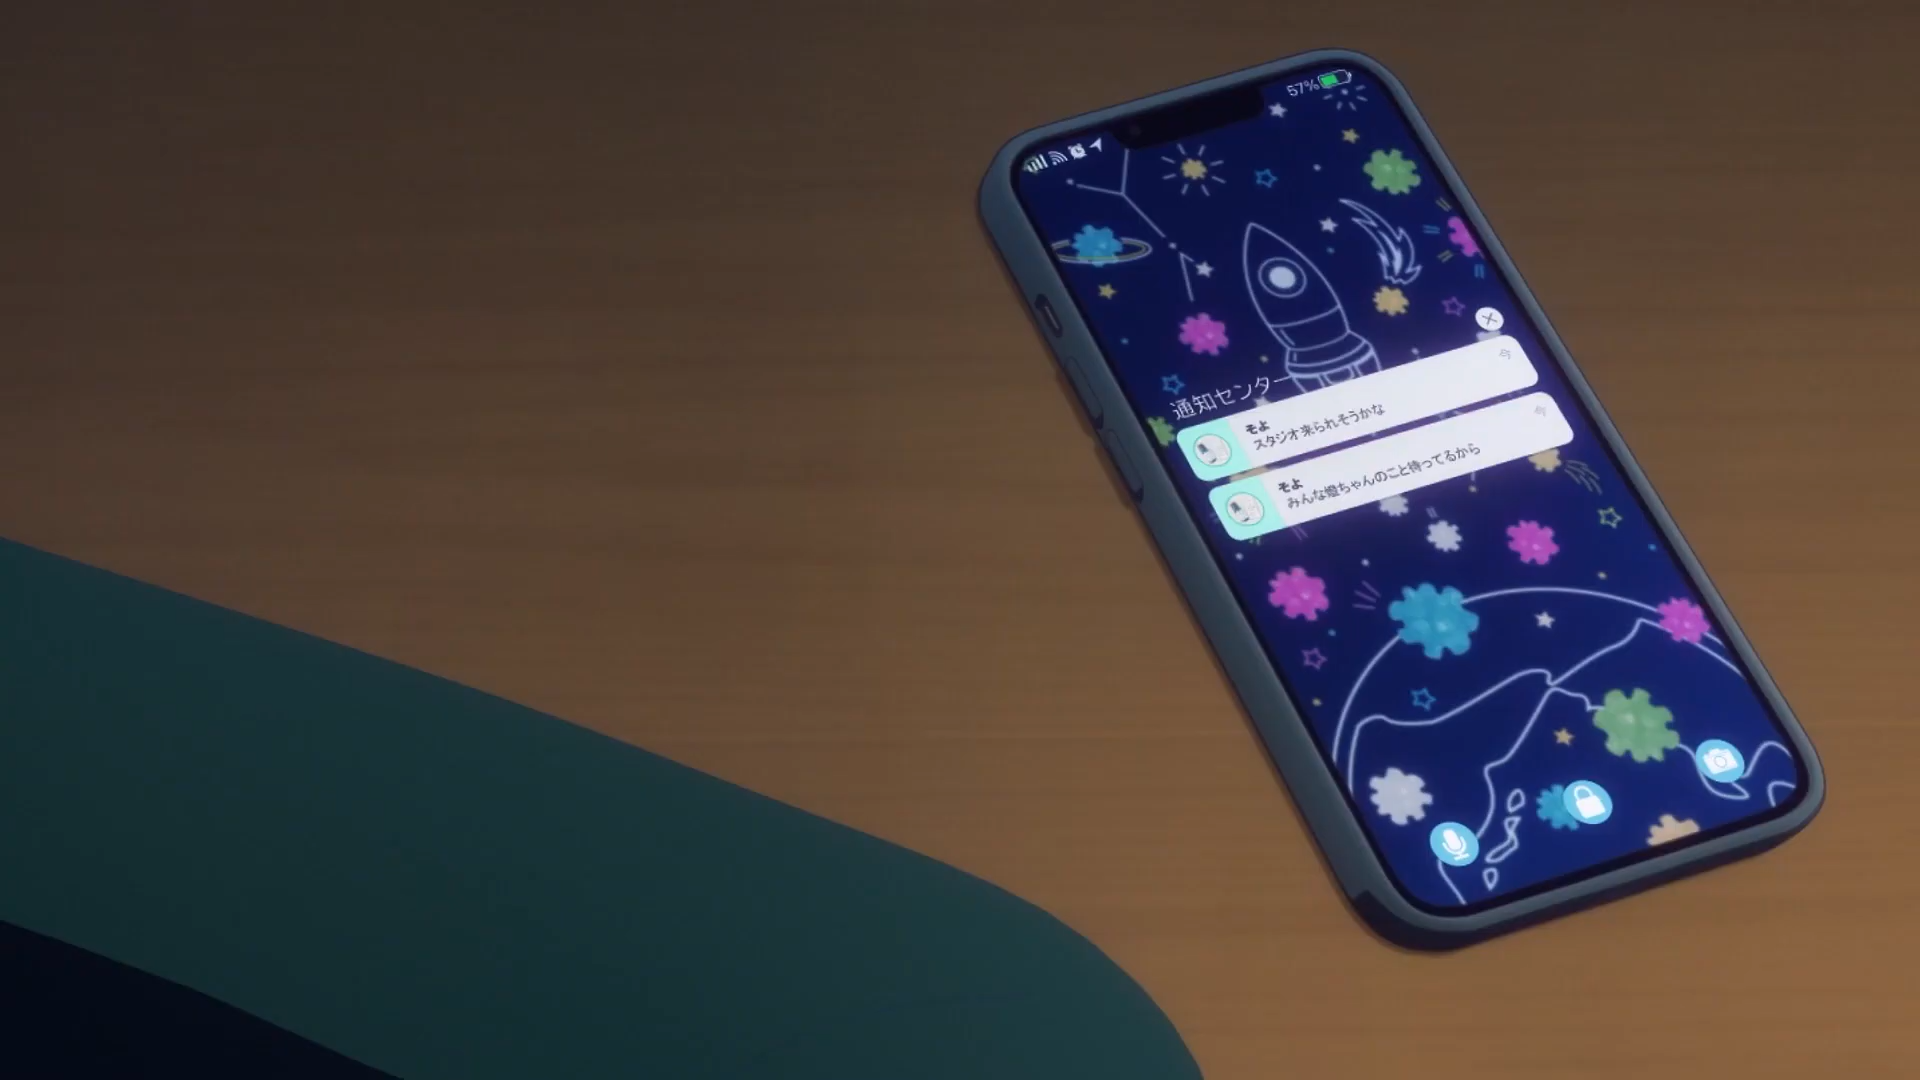 57%
通知センター
今
そよ
スタジオ来られそうかな
今
そよ
みんな燈ちゃんのこと待ってるから